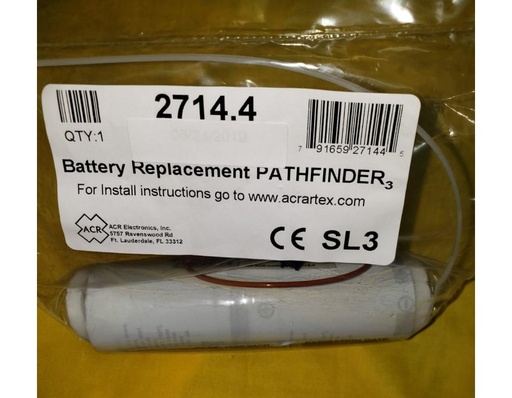 2714.4
QTY:1
7 91659 27144 5
Battery Replacement PATHFINDER3
For Install instructions go to www.acrartex.com
ACR
ACR Electronics, Inc.
5757 Ravenswood Rd
Ft. Lauderdale, FL 33312
CE SL3